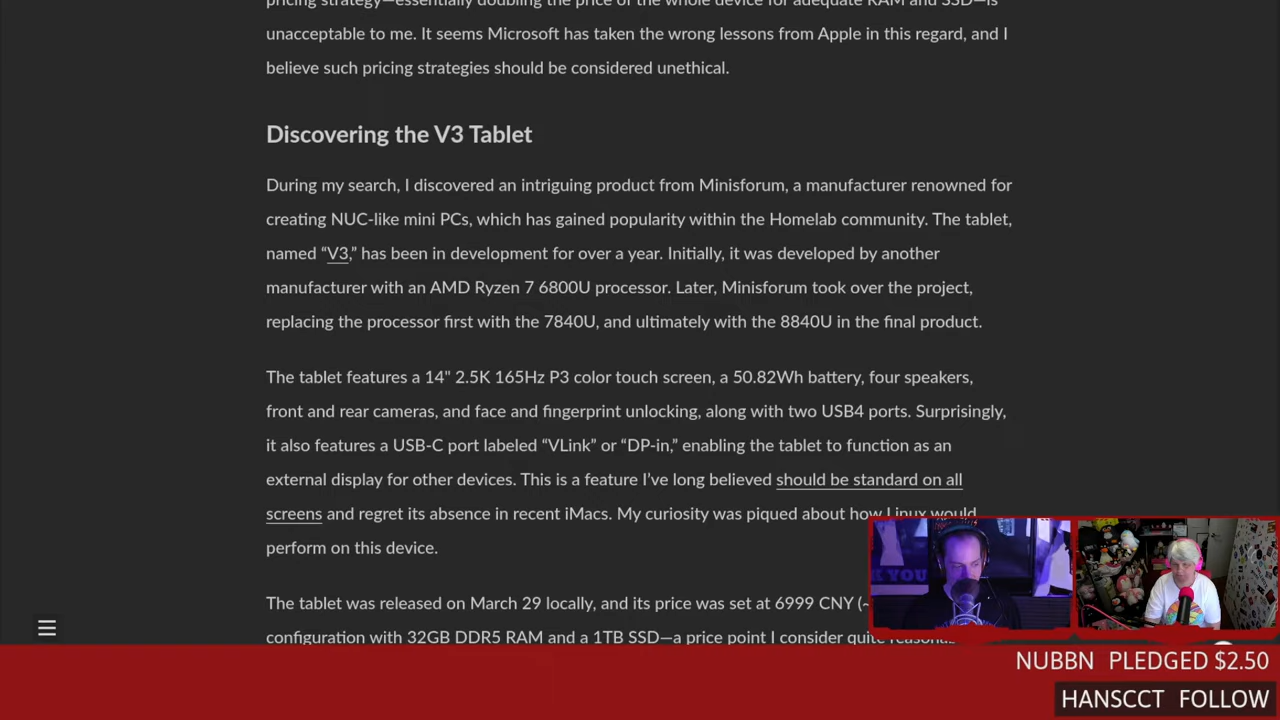 pricing strategy—essentially doubling the price of the whole device for adequate RAM and SSD—is
unacceptable to me. It seems Microsoft has taken the wrong lessons from Apple in this regard, and I
believe such pricing strategies should be considered unethical.
Discovering the V3 Tablet
During my search, I discovered an intriguing product from Minisforum, a manufacturer renowned for
creating NUC-like mini PCs, which has gained popularity within the Homelab community. The tablet,
named “V3,” has been in development for over a year. Initially, it was developed by another
manufacturer with an AMD Ryzen 7 6800U processor. Later, Minisforum took over the project,
replacing the processor first with the 7840U, and ultimately with the 8840U in the final product.
The tablet features a 14" 2.5K 165Hz P3 color touch screen, a 50.82Wh battery, four speakers,
front and rear cameras, and face and fingerprint unlocking, along with two USB4 ports. Surprisingly,
it also features a USB-C port labeled “VLink” or “DP-in,” enabling the tablet to function as an
external display for other devices. This is a feature I’ve long believed should be standard on all
screens and regret its absence in recent iMacs. My curiosity was piqued about how Linux would
perform on this device.
The tablet was released on March 29 locally, and its price was set at 6999 CNY (~
configuration with 32GB DDR5 RAM and a 1TB SSD—a price point I consider quite
K YOU
NUBBN PLEDGED $2.50
HANSCCT FOLLOW